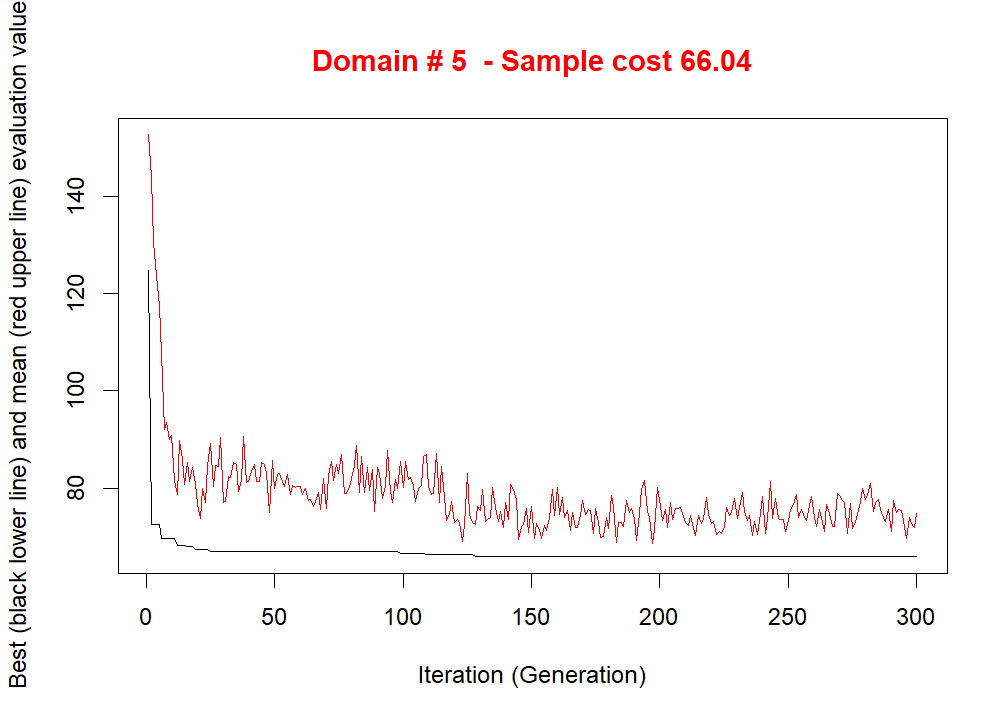 Domain # 5  - Sample cost 66.04
Best (black lower line) and mean (red upper line) evaluation value
140
120
100
80
0 50 100 150 200 250 300
Iteration (Generation)